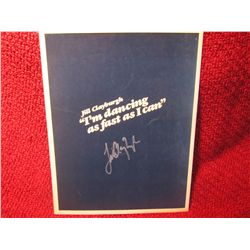 Jill Clayburgh
"I'm dancing
as fast as I can"